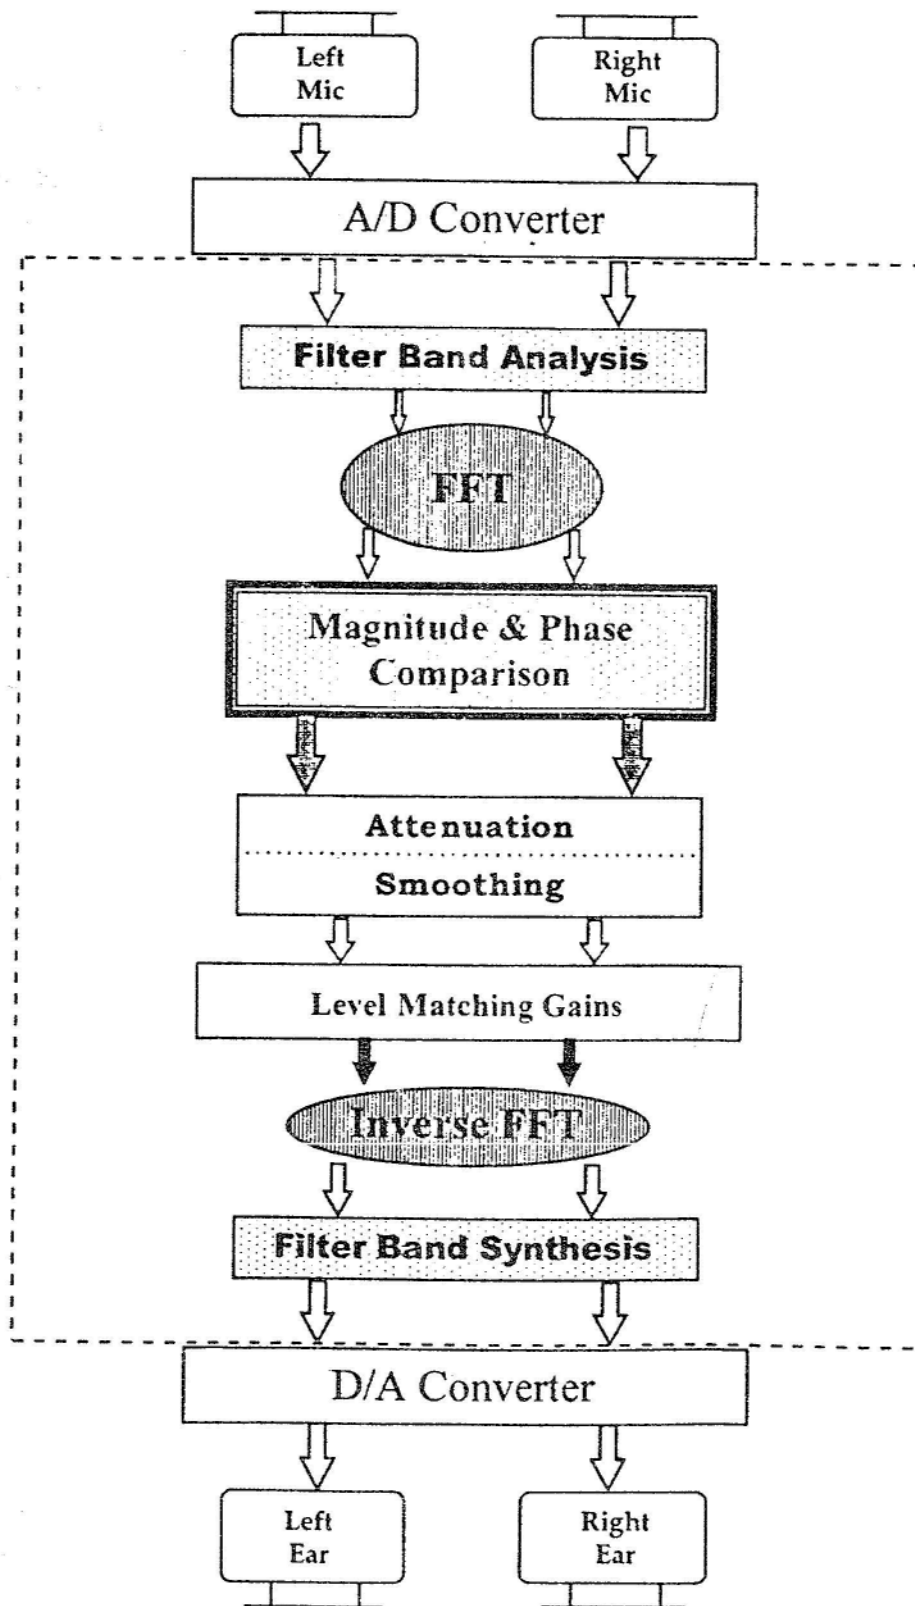 Left
Mic
Right
Mic
A/D Converter
Filter Band Analysis
FFT
Magnitude & Phase
Comparison
Attenuation
Smoothing
Level Matching Gains
Inverse FFT
Filter Band Synthesis
D/A Converter
Left
Ear
Right
Ear